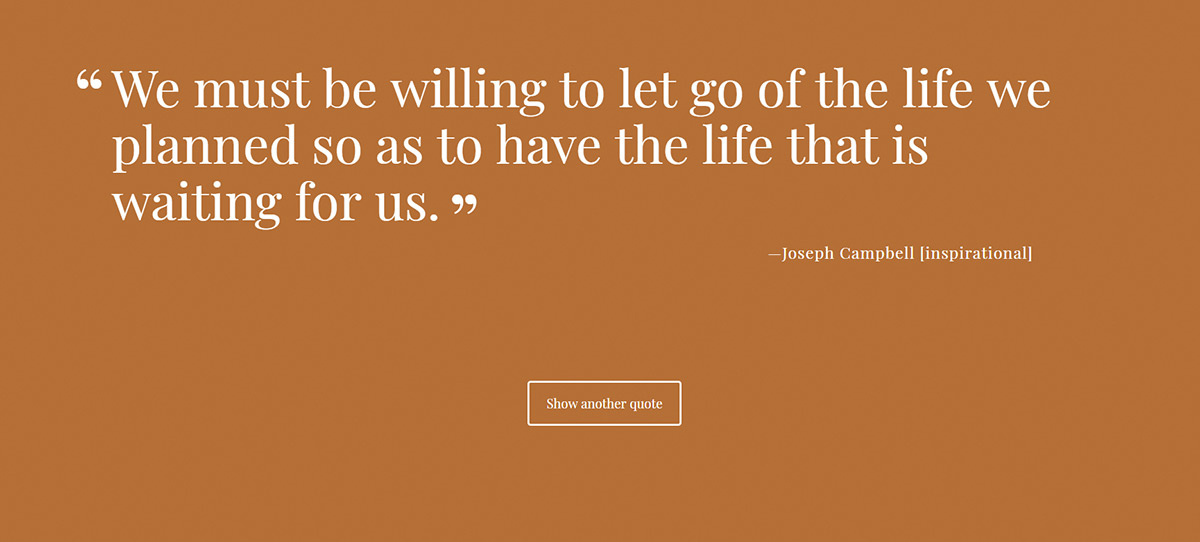 “We must be willing to let go of the life we
planned so as to have the life that is
waiting for us.”
—Joseph Campbell [inspirational]
Show another quote